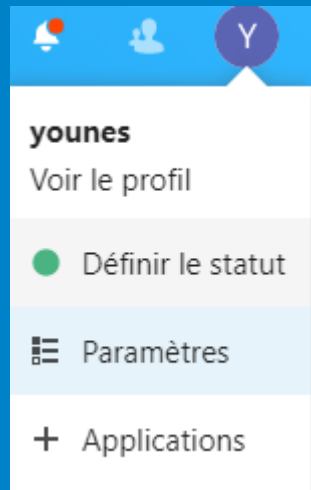 Y
younes
Voir le profil
Définir le statut
Paramètres
Applications